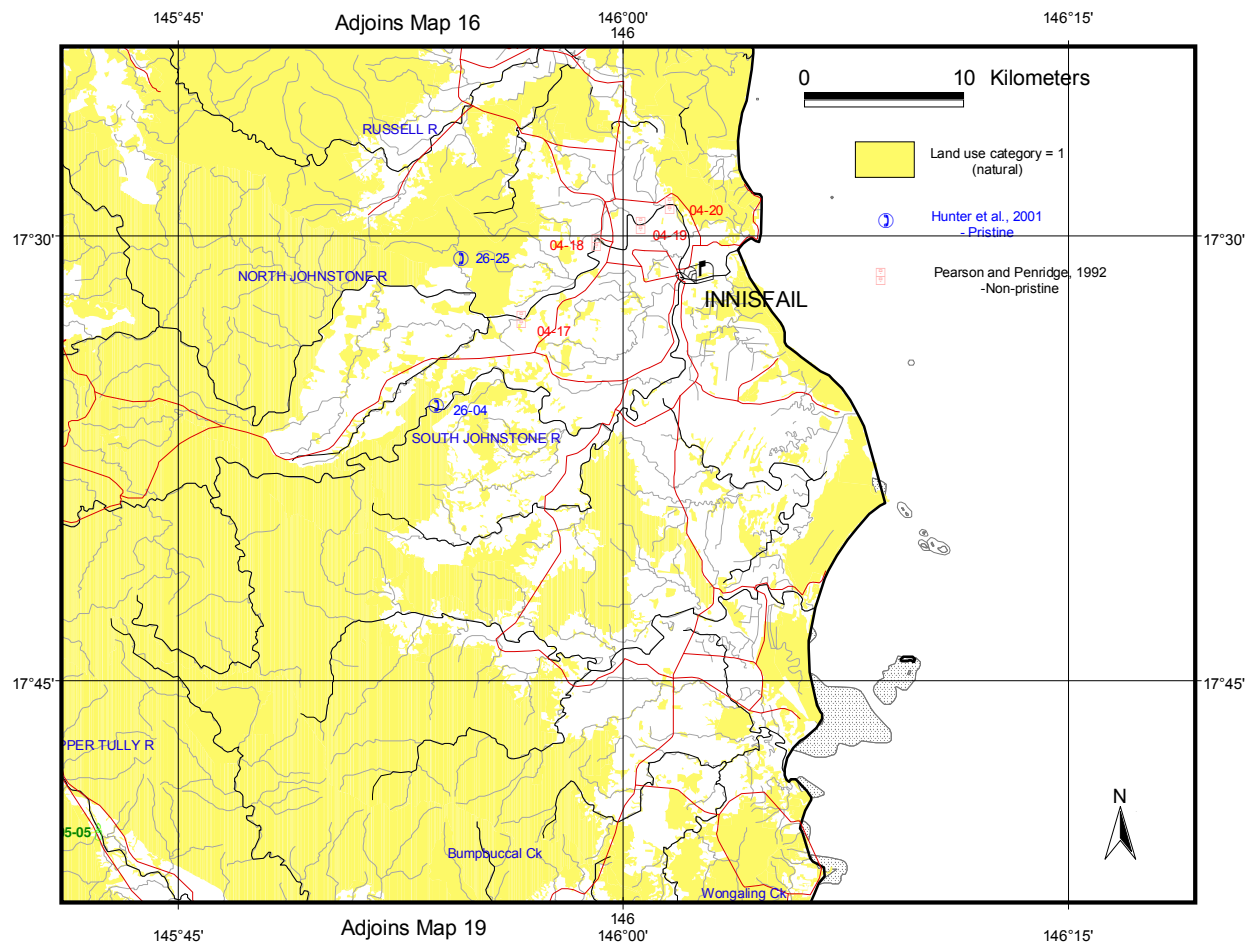 145°45'
Adjoins Map 16
146°00'
146
146°15'
0 10 Kilometers
RUSSELL R
Land use category = 1
(natural)
04-20
Hunter et al., 2001
- Pristine
17°30'
04-18
04-19
17°30'
26-25
NORTH JOHNSTONE R
Pearson and Penridge, 1992
-Non-pristine
INNISFAIL
04-17
26-04
SOUTH JOHNSTONE R
17°45'
17°45'
PPER TULLY R
N
5-05
Bumpbuccal Ck
Wongaling Ck
145°45'
Adjoins Map 19
146
146°00'
146°15'